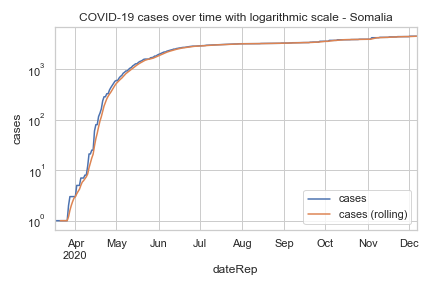 COVID-19 cases over time with logarithmic scale - Somalia
cases
10³
10²
10¹
10⁰
cases
cases (rolling)
Apr May Jun Jul Aug Sep Oct Nov Dec
2020
dateRep